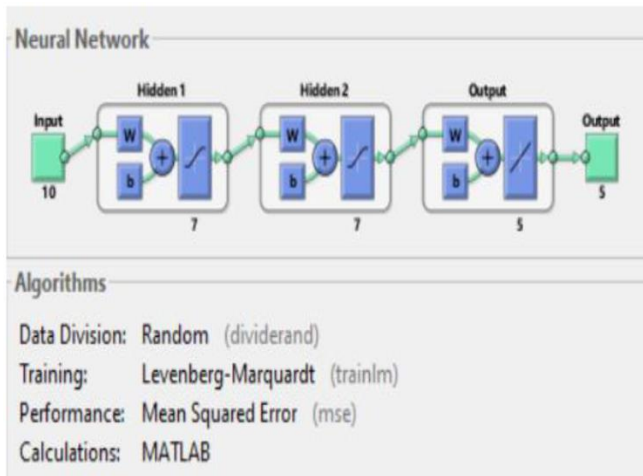 Neural Network
Hidden 1 Hidden 2 Output
Input W b + W b + W b + Output
10 7 7 5 5
Algorithms
Data Division: Random (dividerand)
Training: Levenberg-Marquardt (trainlm)
Performance: Mean Squared Error (mse)
Calculations: MATLAB